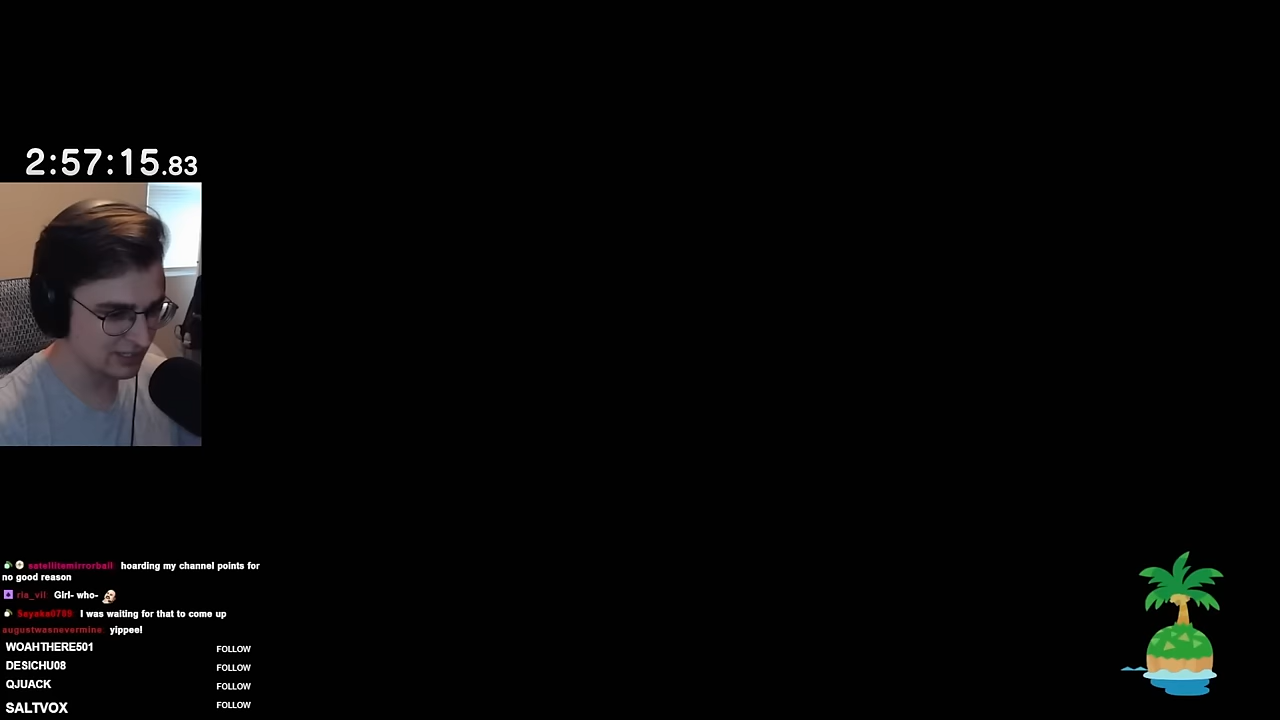 2:57:15.83
satellitemirrorball hoarding my channel points for
no good reason
ria_vil Girl- who-
Sayaka0799 I was waiting for that to come up
augustwasnevermine yippee!
WOAHTHERE501 FOLLOW
DESICHU08 FOLLOW
QJUACK FOLLOW
SALTVOX FOLLOW